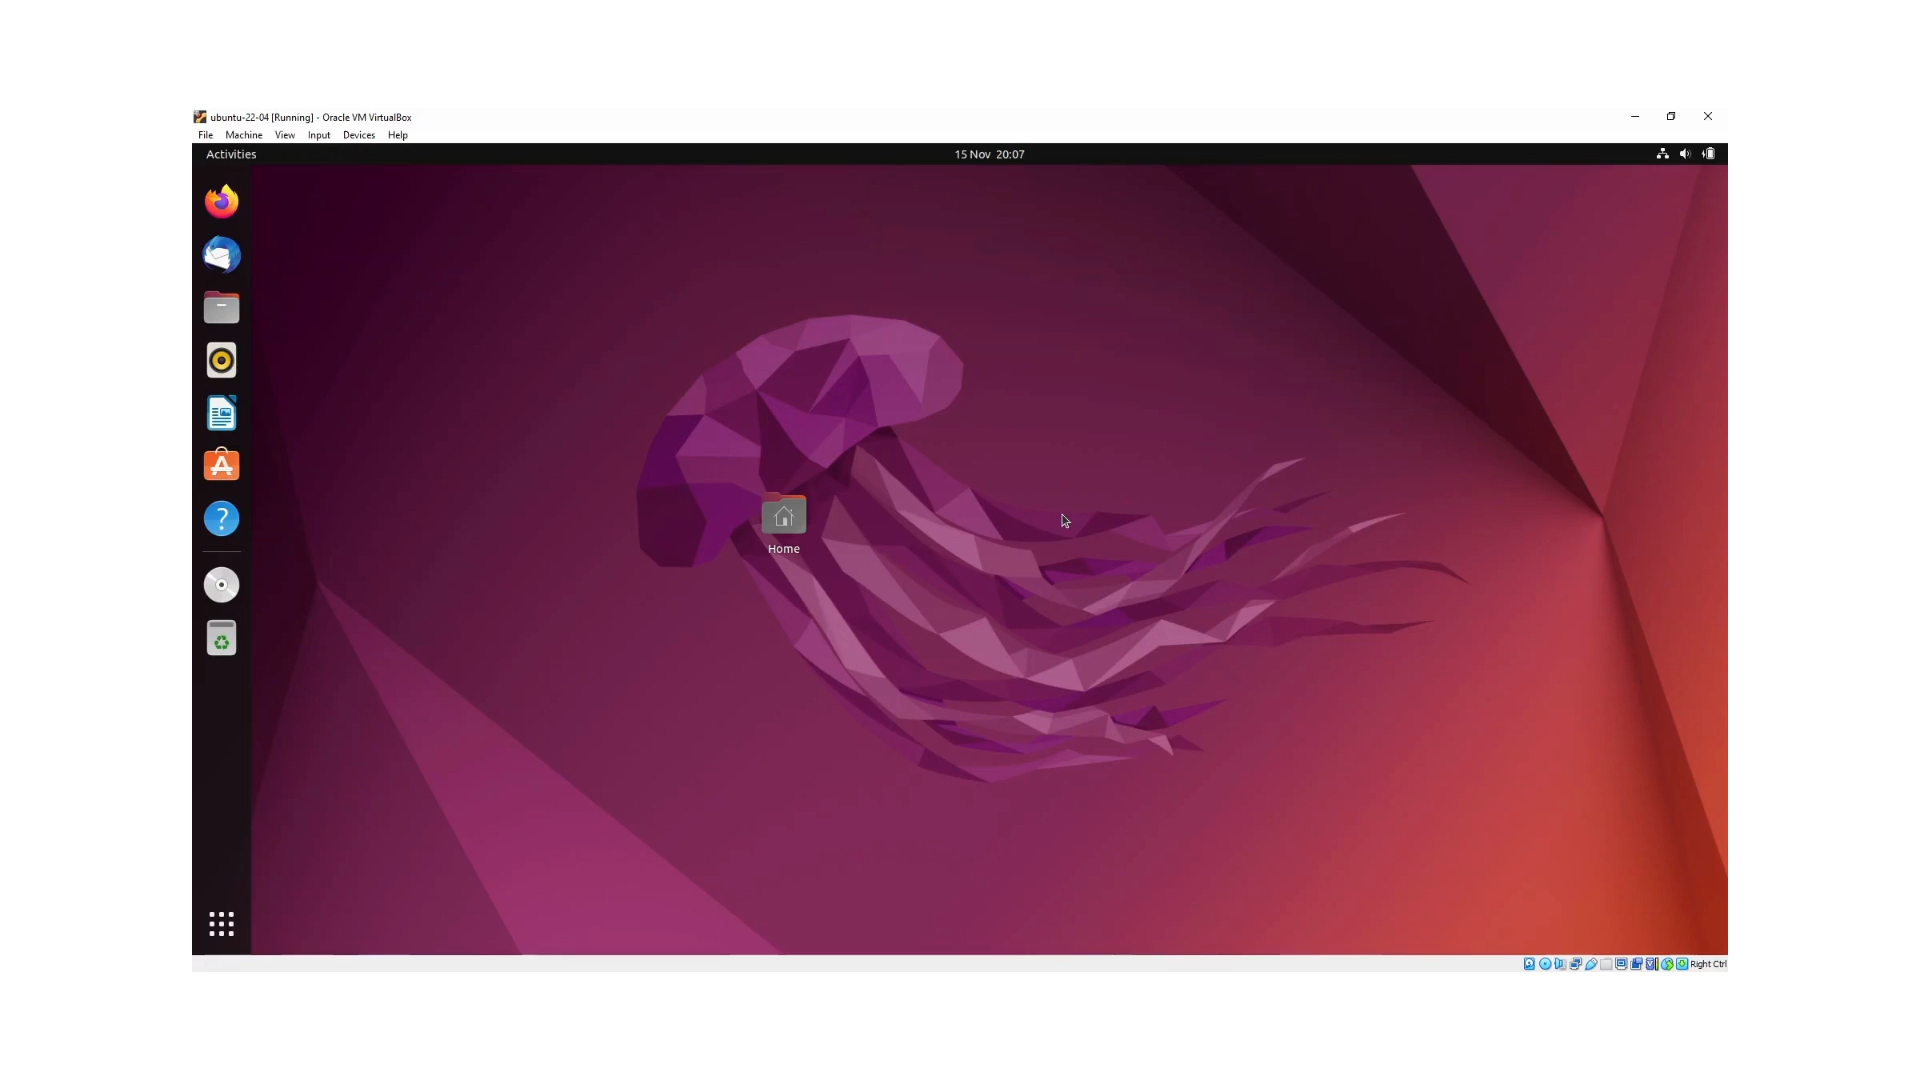 ubuntu-22-04 [Running] - Oracle VM VirtualBox
File Machine View Input Devices Help
Activities 15 Nov 20:07
Home
Right Ctrl